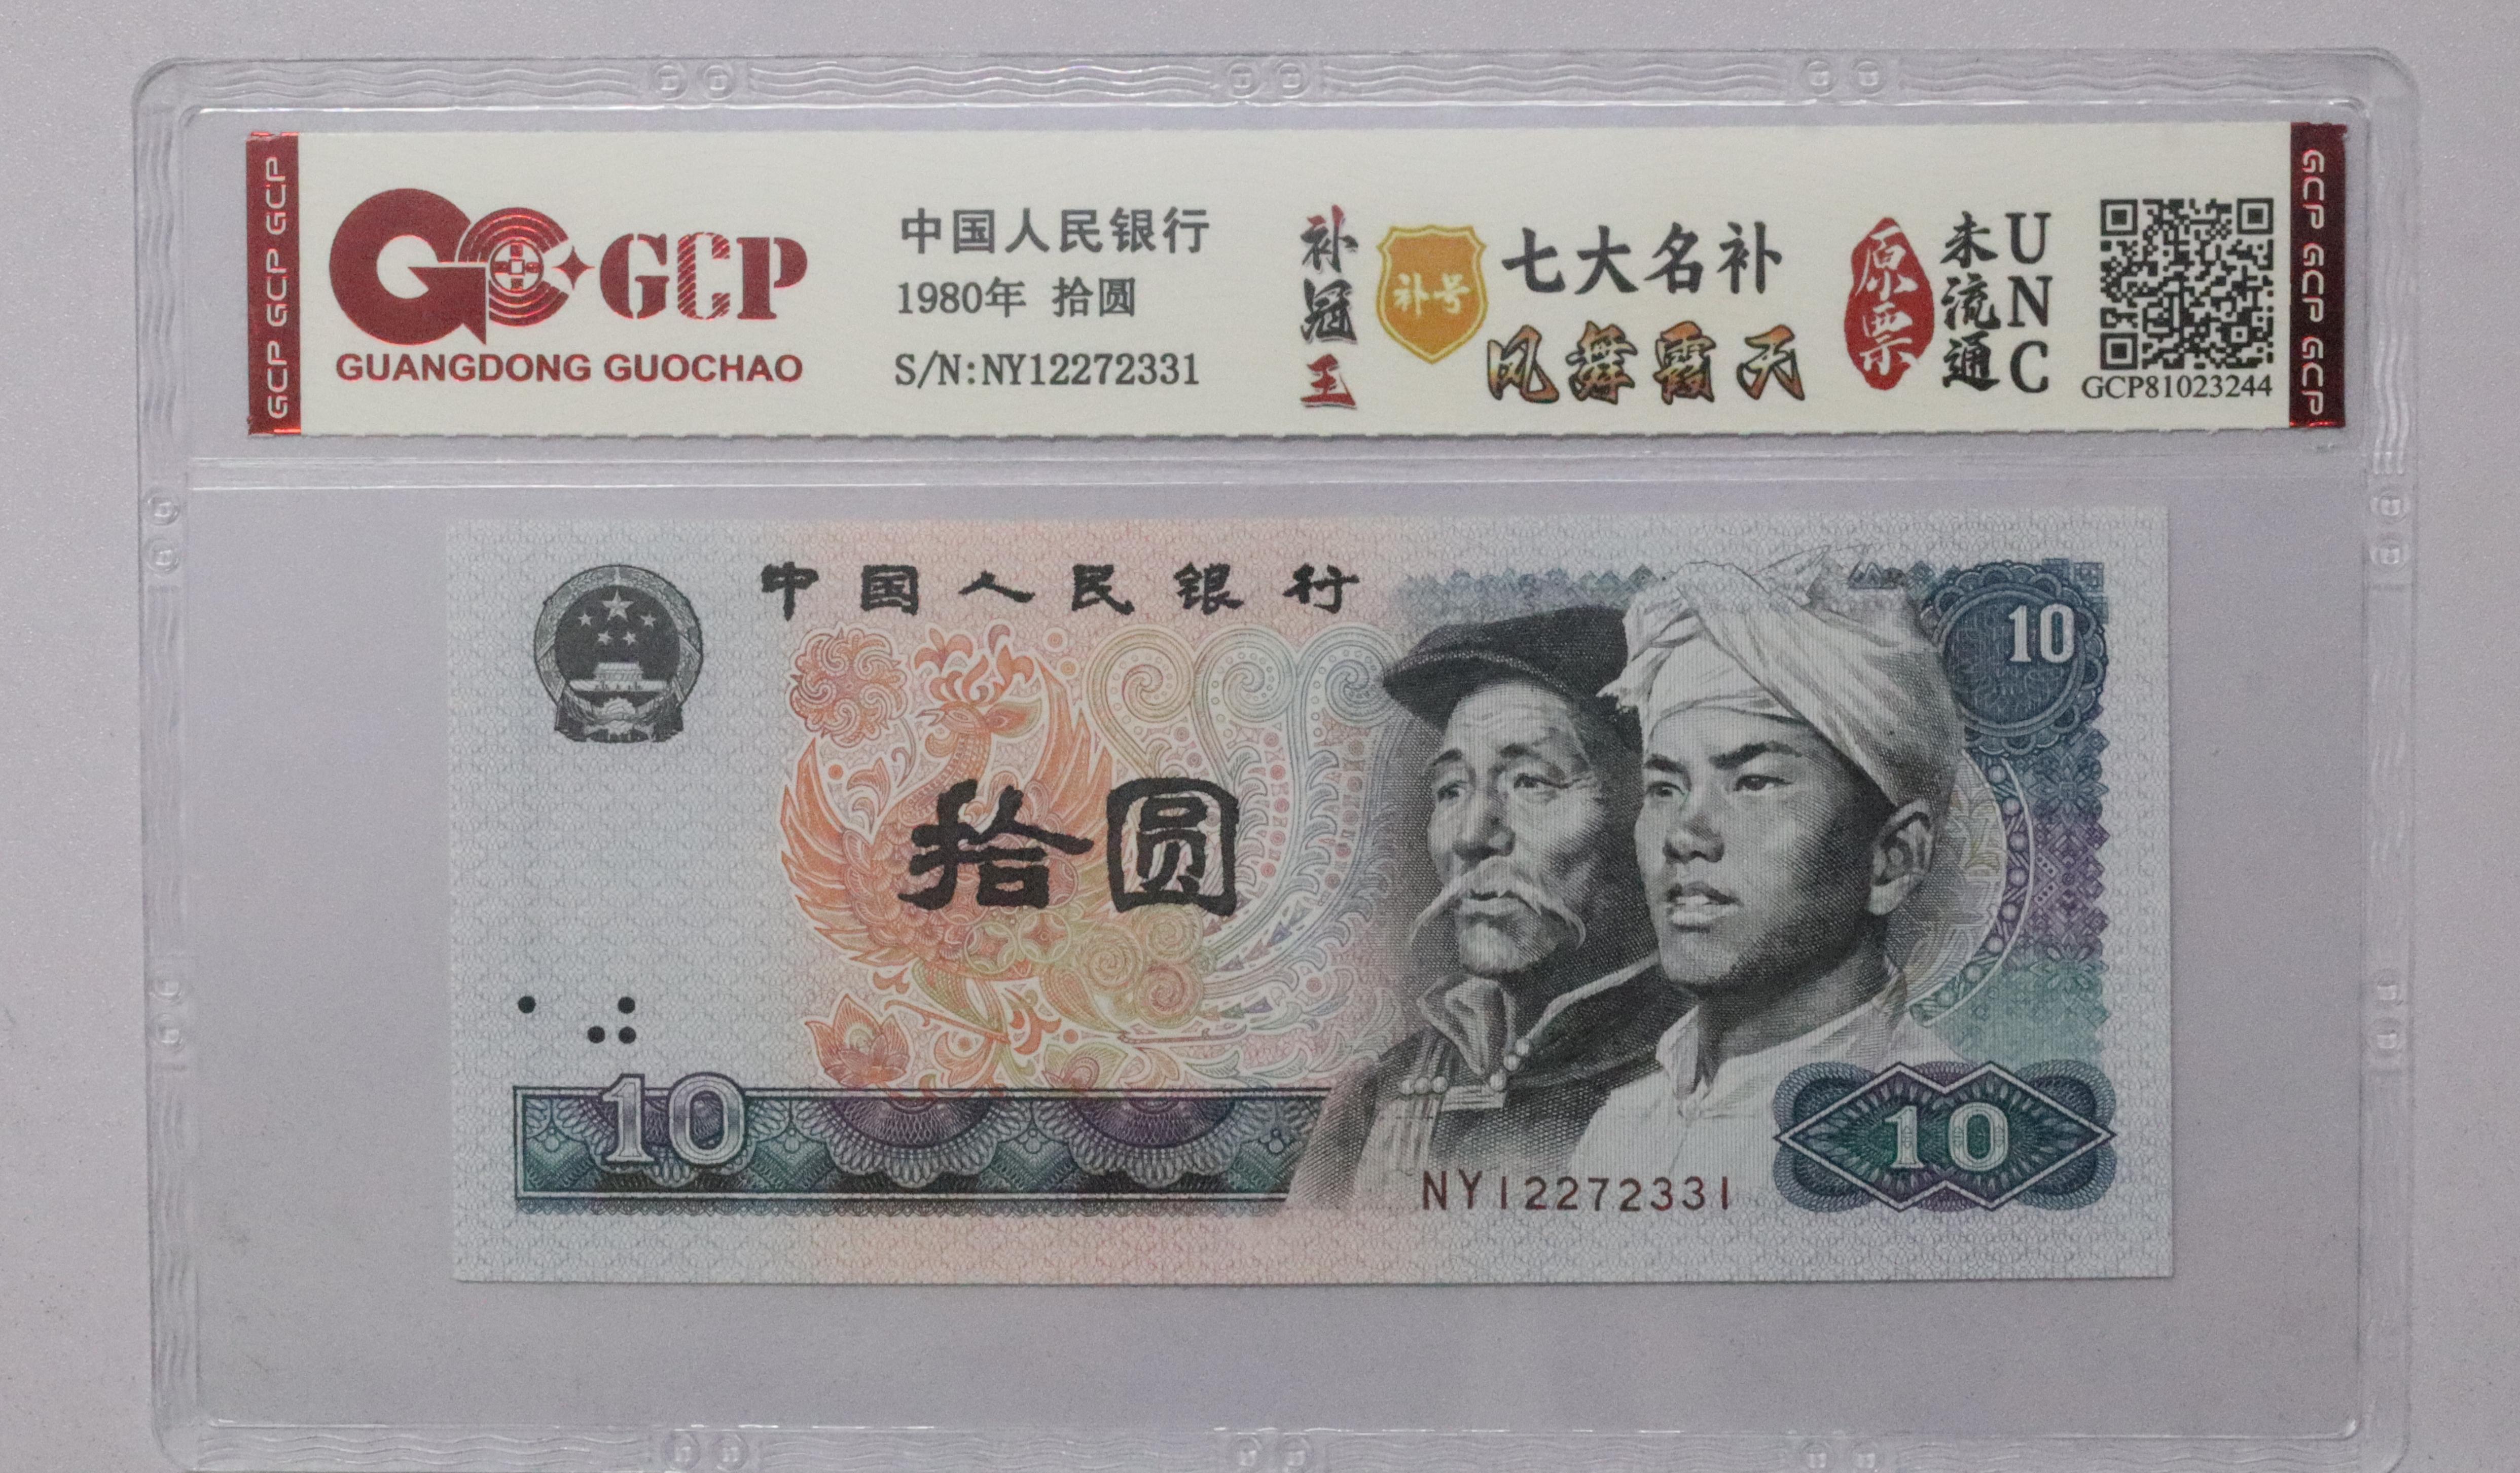 GCP GCP GCP
GCP
GUANGDONG GUOCHAO
中国人民银行
1980年 拾圆
S/N:NY12272331
补冠王
补号
七大名补
凤舞霞天
原票
未流通
UNC
GCP81023244
GCP GCP GCP
中国人民银行
10
拾圆
10
10
NY12272331